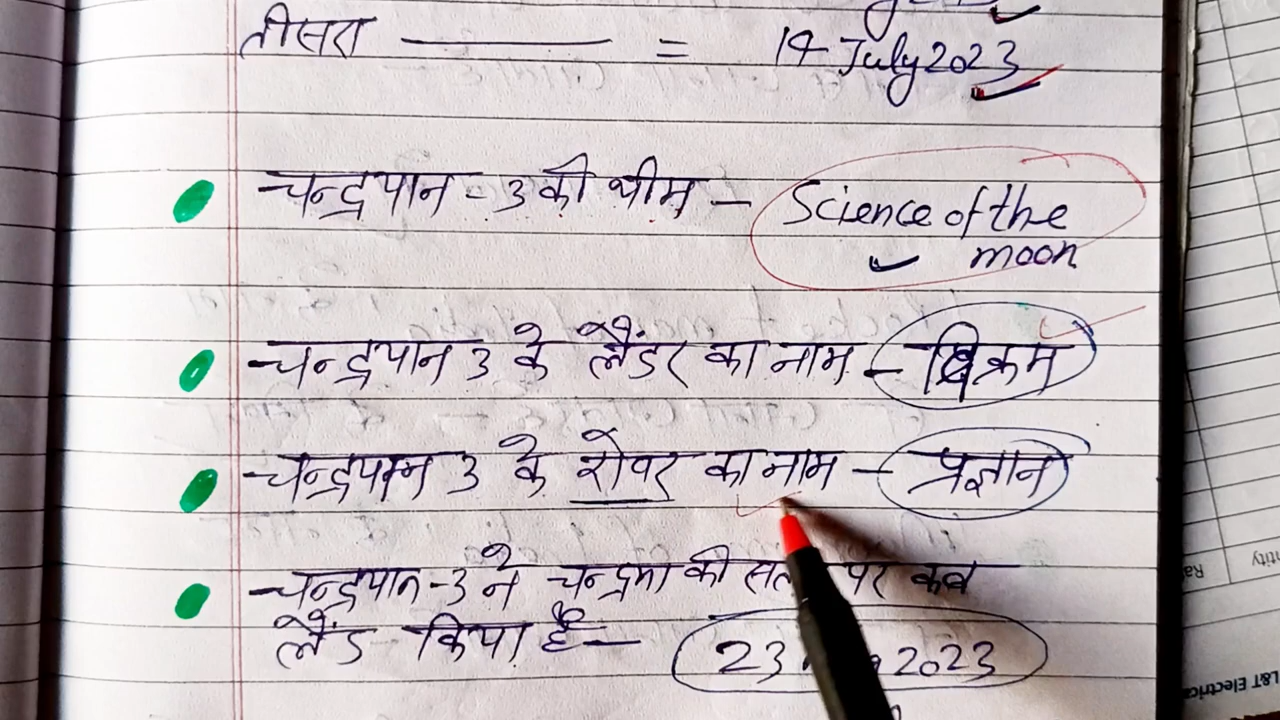 तीसरा ——— = 14 July 2023
चन्द्रयान - 3 की थीम - Science of the
moon
चन्द्रयान 3 के लैंडर का नाम - विक्रम
चन्द्रयान 3 के रोवर का नाम - प्रज्ञान
चन्द्रयान-3 ने चन्द्रमा की पर कब
लैंड किया है - 23 2023
L&T Electrical